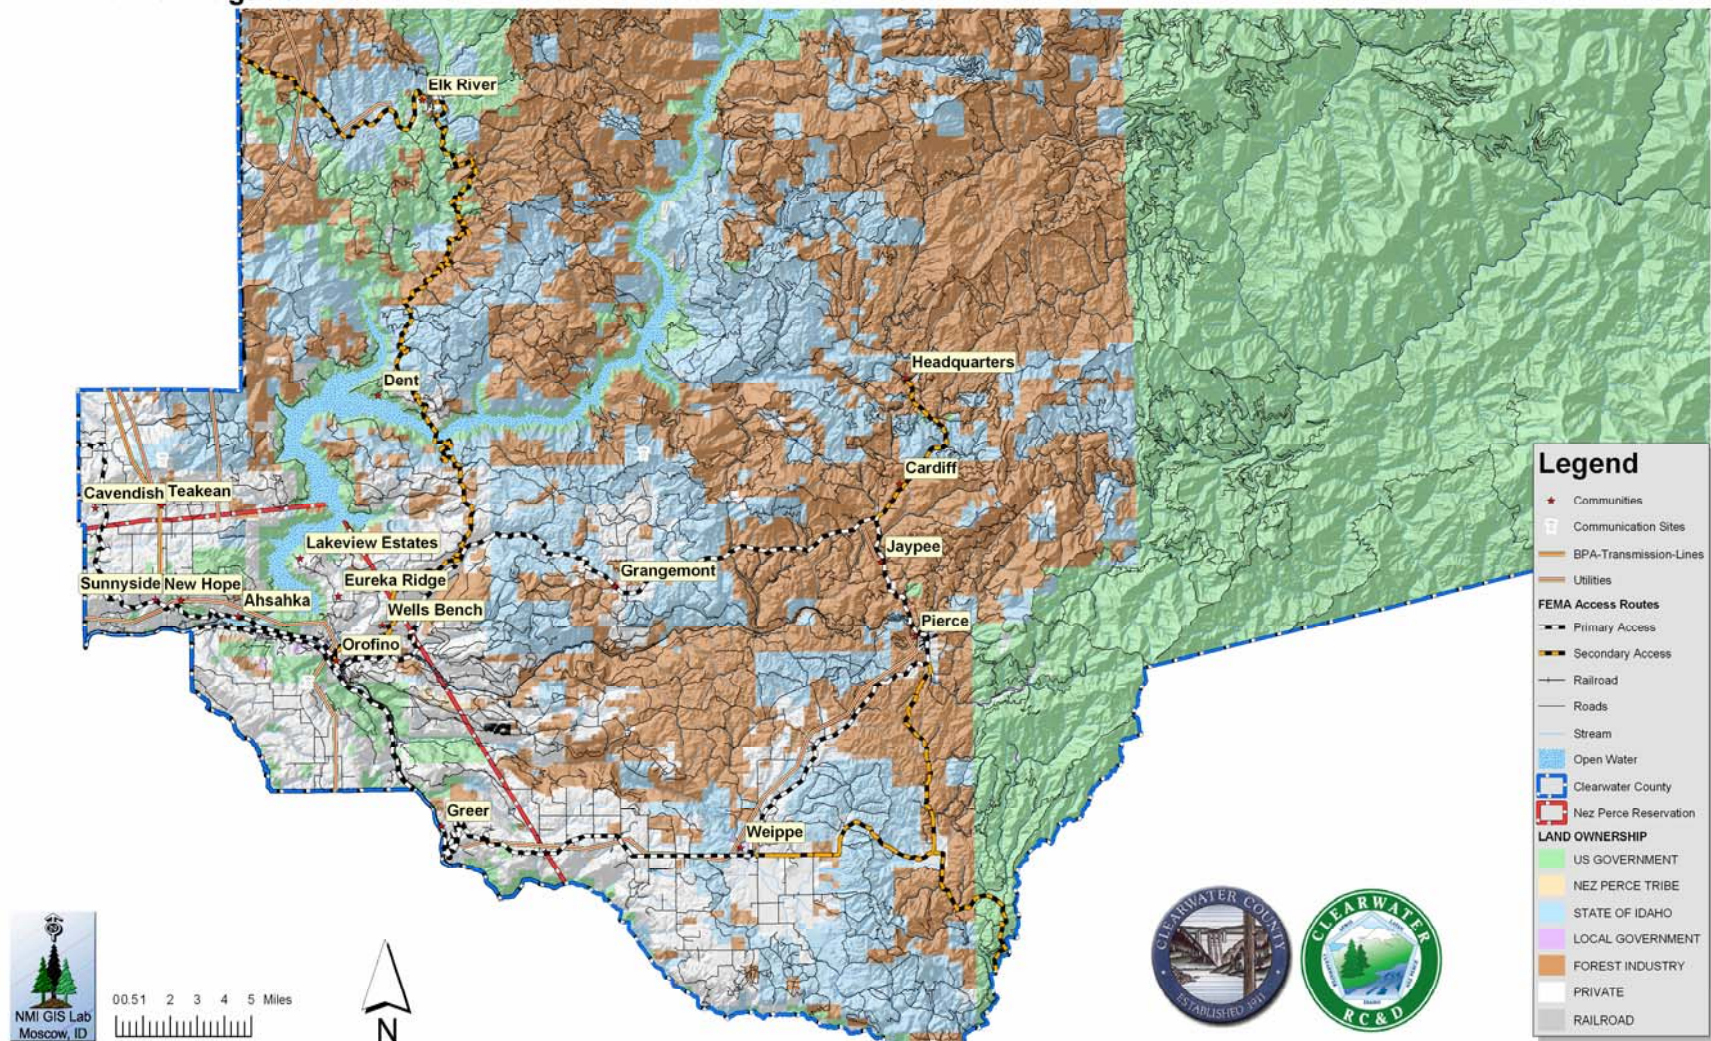 Elk River
Headquarters
Dent
Cardiff
Cavendish
Teakean
Lakeview Estates
Jaypee
Grangemont
Sunnyside
New Hope
Eureka Ridge
Ahsahka
Wells Bench
Pierce
Orofino
Greer
Weippe
Legend
Communities
Communication Sites
BPA-Transmission-Lines
Utilities
FEMA Access Routes
Primary Access
Secondary Access
Railroad
Roads
Stream
Open Water
Clearwater County
Nez Perce Reservation
LAND OWNERSHIP
US GOVERNMENT
NEZ PERCE TRIBE
STATE OF IDAHO
LOCAL GOVERNMENT
FOREST INDUSTRY
PRIVATE
RAILROAD
NMI GIS Lab
Moscow, ID
00.51 2 3 4 5 Miles
N
CLEARWATER COUNTY
ESTABLISHED 1911
CLEARWATER
RC&D